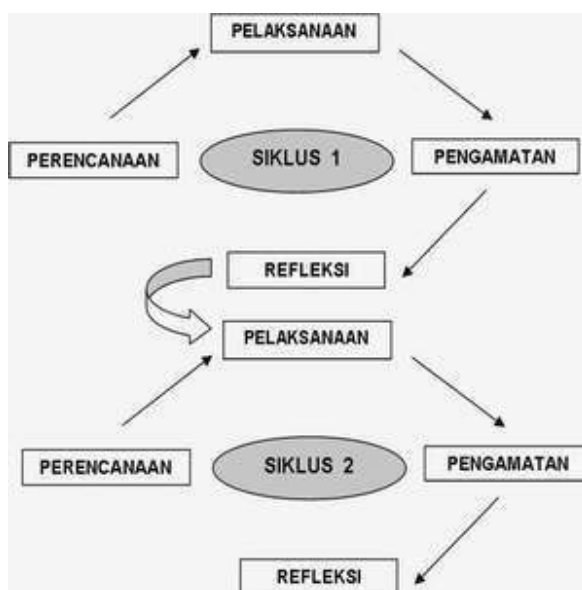 PELAKSANAAN
PERENCANAAN
SIKLUS 1
PENGAMATAN
REFLEKSI
PELAKSANAAN
PERENCANAAN
SIKLUS 2
PENGAMATAN
REFLEKSI